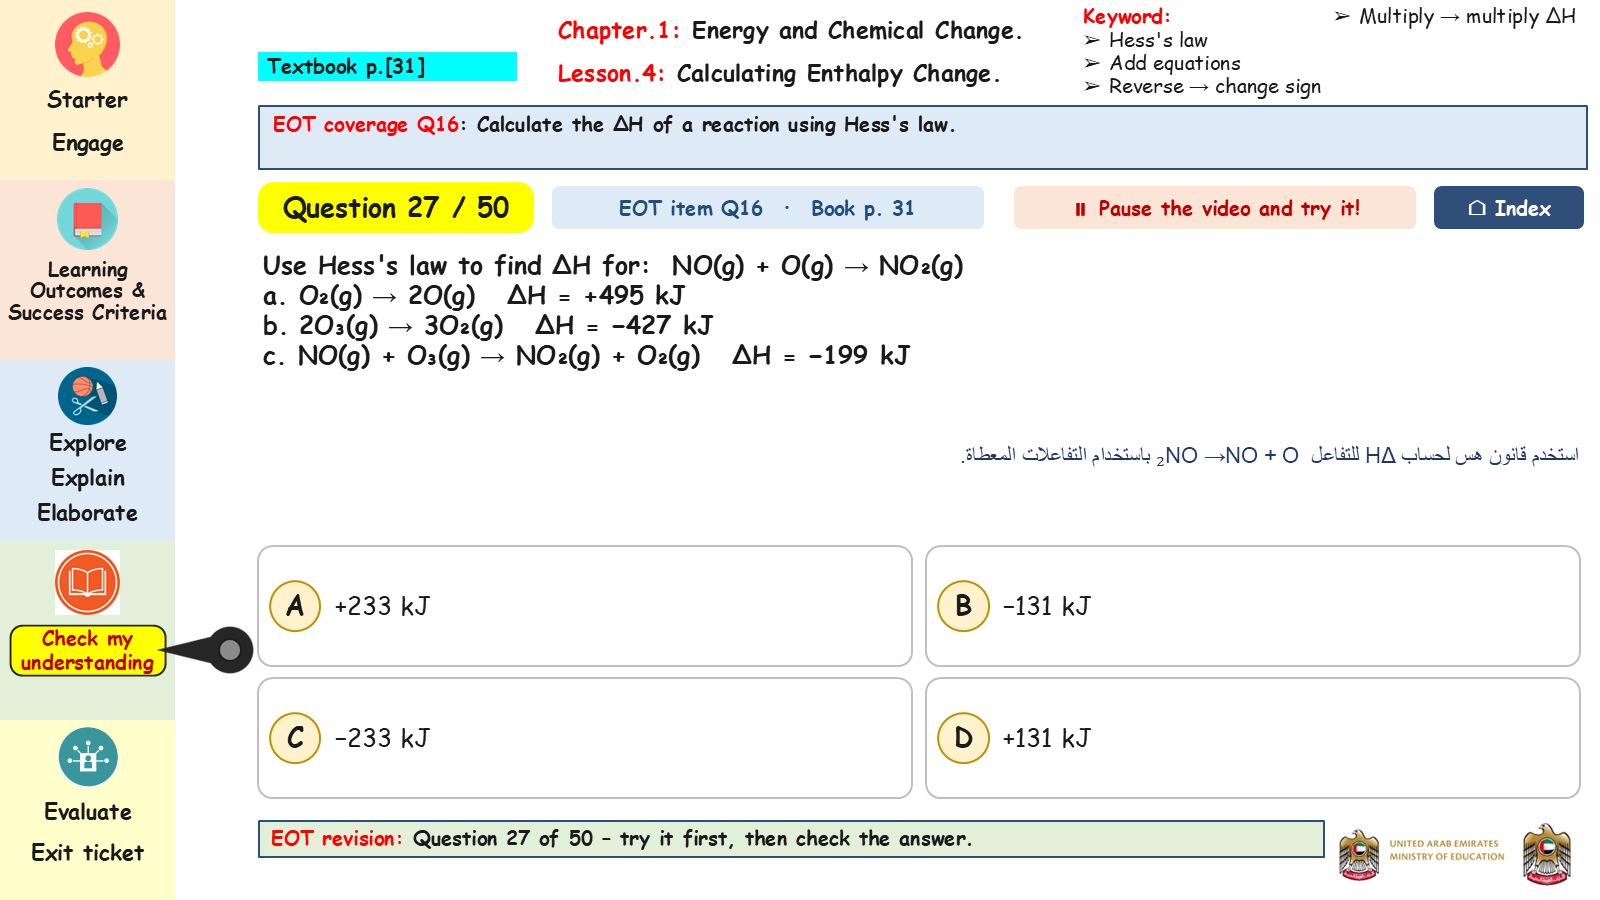 Starter
Engage
Learning
Outcomes &
Success Criteria
Explore
Explain
Elaborate
Check my
understanding
Evaluate
Exit ticket
Textbook p.[31]
Chapter.1: Energy and Chemical Change.
Lesson.4: Calculating Enthalpy Change.
Keyword:
➢ Hess's law
➢ Add equations
➢ Reverse → change sign
➢ Multiply → multiply ΔH
EOT coverage Q16: Calculate the ΔH of a reaction using Hess's law.
Question 27 / 50
EOT item Q16 · Book p. 31
⏸ Pause the video and try it!
⌂ Index
Use Hess's law to find ΔH for: NO(g) + O(g) → NO₂(g)
a. O₂(g) → 2O(g) ΔH = +495 kJ
b. 2O₃(g) → 3O₂(g) ΔH = −427 kJ
c. NO(g) + O₃(g) → NO₂(g) + O₂(g) ΔH = −199 kJ
استخدم قانون هس لحساب HΔ للتفاعل NO + O → ₂NO باستخدام التفاعلات المعطاة.
A +233 kJ
B −131 kJ
C −233 kJ
D +131 kJ
EOT revision: Question 27 of 50 – try it first, then check the answer.
UNITED ARAB EMIRATES
MINISTRY OF EDUCATION